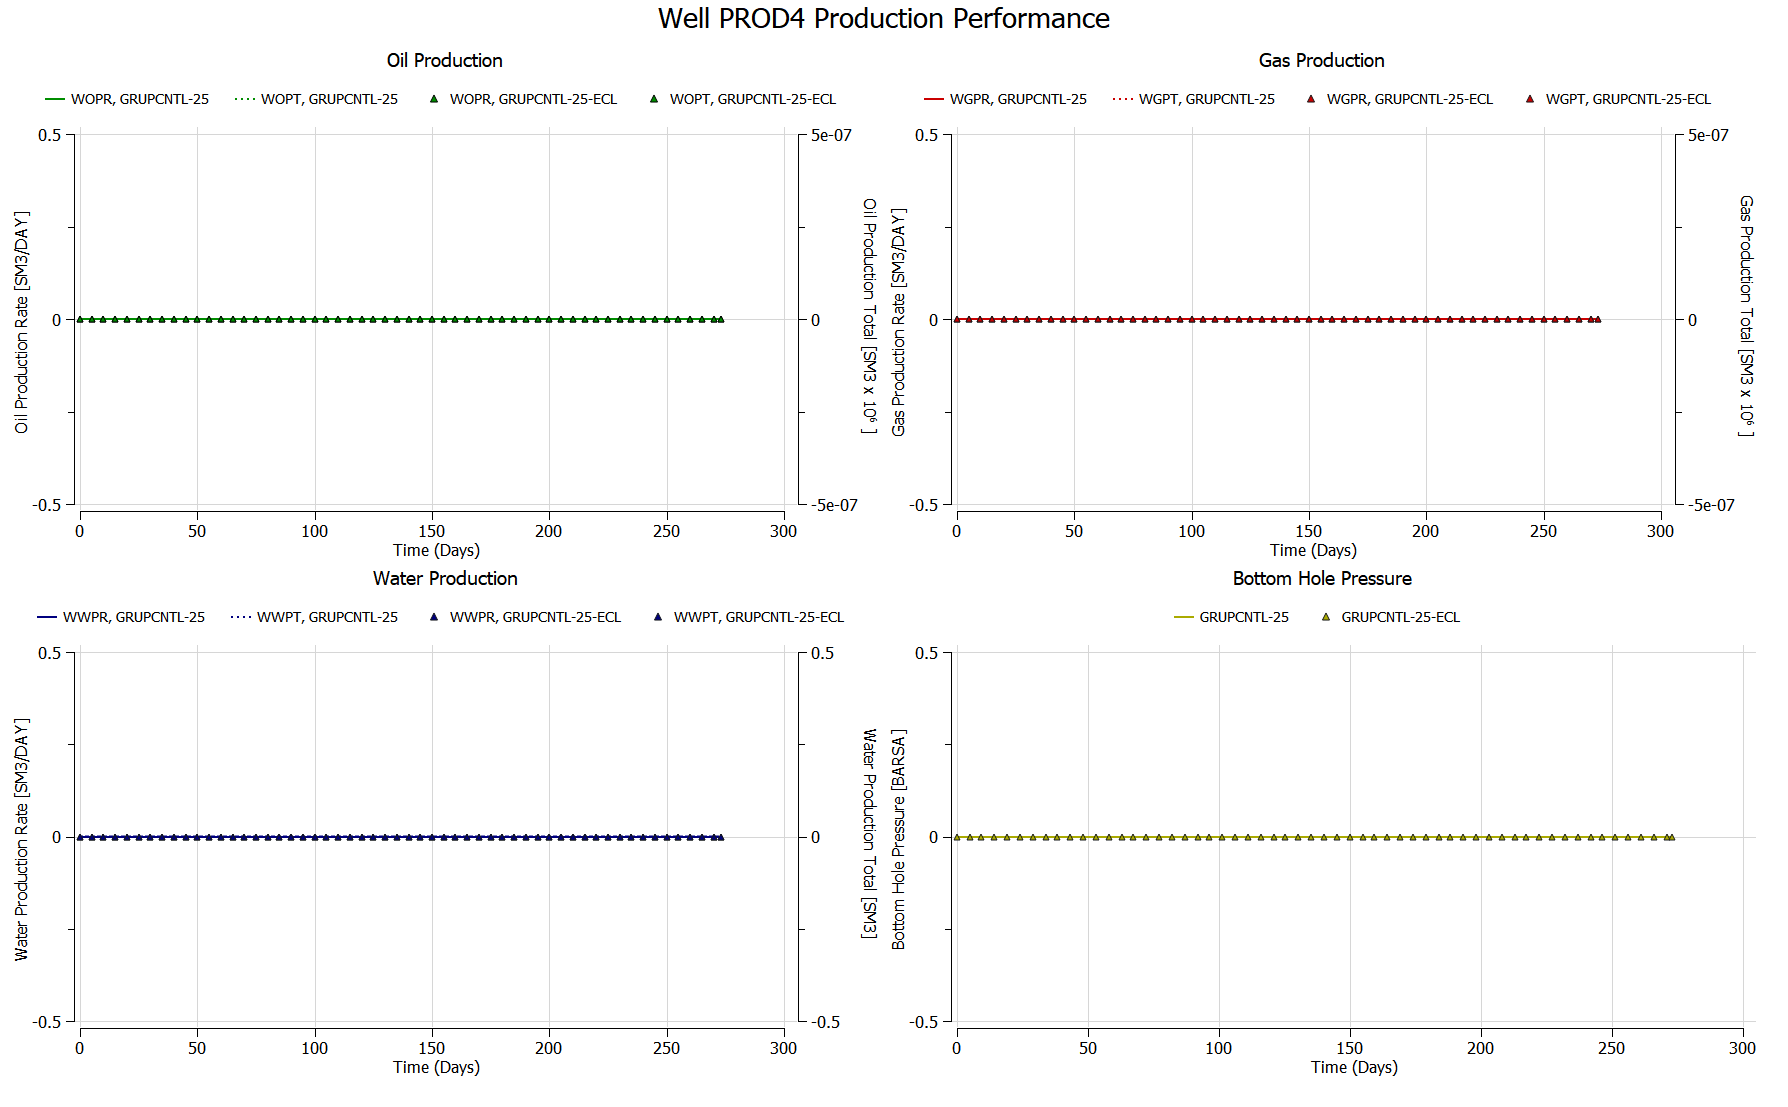 Well PROD4 Production Performance
Oil Production
WOPR, GRUPCNTL-25 WOPT, GRUPCNTL-25 WOPR, GRUPCNTL-25-ECL WOPT, GRUPCNTL-25-ECL
0.5
0
-0.5
Oil Production Rate [SM3/DAY]
5e-07
0
-5e-07
Oil Production Total [SM3 x 10⁶ ]
0 50 100 150 200 250 300
Time (Days)
Gas Production
WGPR, GRUPCNTL-25 WGPT, GRUPCNTL-25 WGPR, GRUPCNTL-25-ECL WGPT, GRUPCNTL-25-ECL
0.5
0
-0.5
Gas Production Rate [SM3/DAY]
5e-07
0
-5e-07
Gas Production Total [SM3 x 10⁶ ]
0 50 100 150 200 250 300
Time (Days)
Water Production
WWPR, GRUPCNTL-25 WWPT, GRUPCNTL-25 WWPR, GRUPCNTL-25-ECL WWPT, GRUPCNTL-25-ECL
0.5
0
-0.5
Water Production Rate [SM3/DAY]
0.5
0
-0.5
Water Production Total [SM3]
0 50 100 150 200 250 300
Time (Days)
Bottom Hole Pressure
GRUPCNTL-25 GRUPCNTL-25-ECL
0.5
0
-0.5
Bottom Hole Pressure [BARSA]
0 50 100 150 200 250 300
Time (Days)